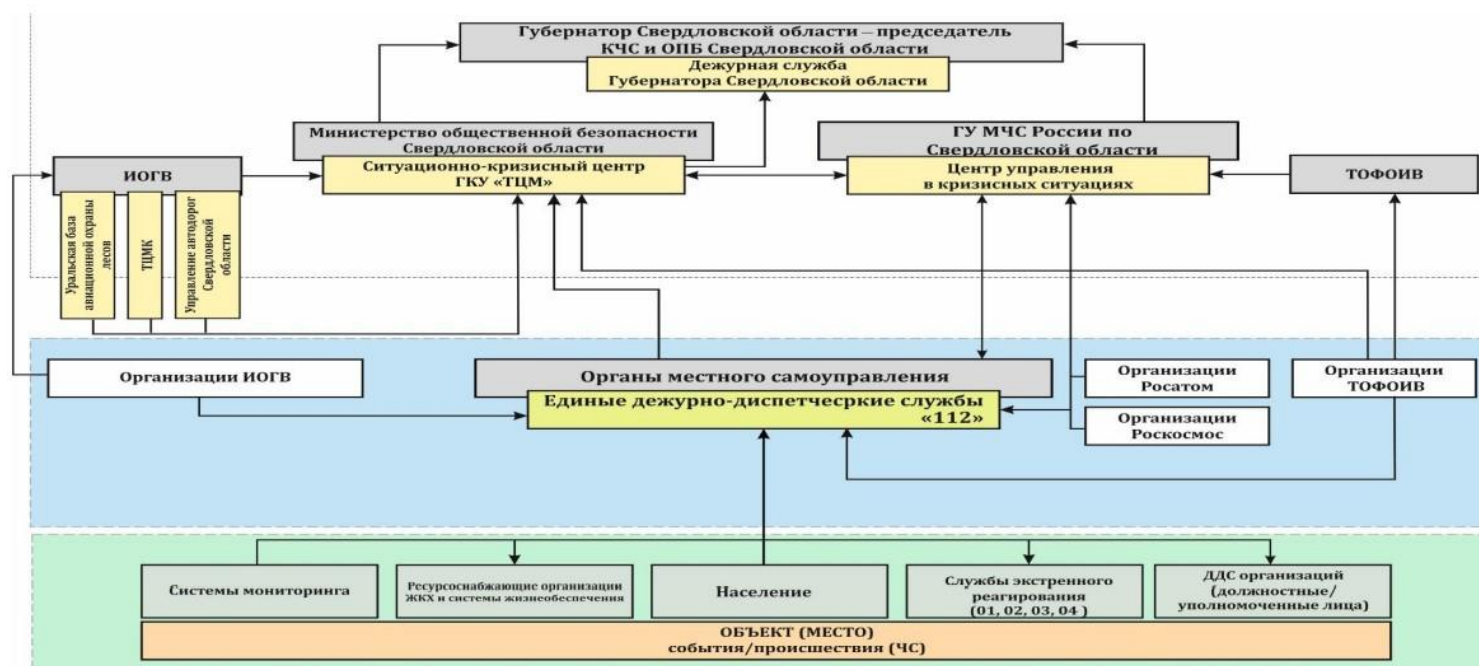 Губернатор Свердловской области – председатель
КЧС и ОПБ Свердловской области
Дежурная служба
Губернатора Свердловской области
Министерство общественной безопасности
Свердловской области
Ситуационно-кризисный центр
ГКУ «ТЦМ»
ГУ МЧС России по
Свердловской области
Центр управления
в кризисных ситуациях
ИОГВ
ТОФОИВ
Уральская база
авиационной охраны
лесов
ТЦМК
Управление автодорог
Свердловской
области
Организации ИОГВ
Органы местного самоуправления
Единые дежурно-диспетчесркие службы
«112»
Организации
Росатом
Организации
Роскосмос
Организации
ТОФОИВ
Системы мониторинга
Ресурсоснабжающие организации
ЖКХ и системы жизнеобеспечения
Население
Службы экстренного
реагирования
(01, 02, 03, 04 )
ДДС организаций
(должностные/
уполномоченные лица)
ОБЪЕКТ (МЕСТО)
события/происшествия (ЧС)